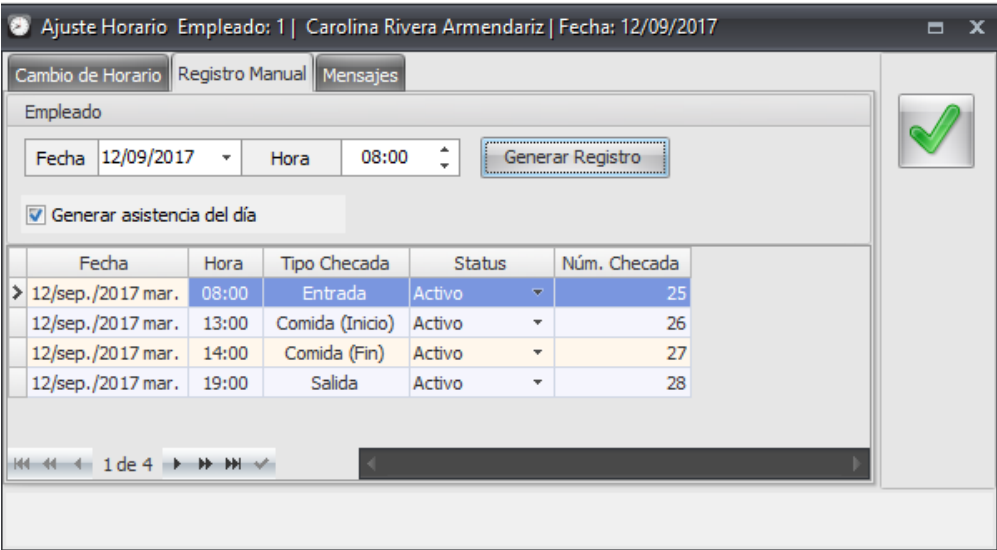 Ajuste Horario Empleado: 1 | Carolina Rivera Armendariz | Fecha: 12/09/2017
Cambio de Horario Registro Manual Mensajes
Empleado
Fecha 12/09/2017 Hora 08:00 Generar Registro
Generar asistencia del día
Fecha Hora Tipo Checada Status Núm. Checada
12/sep./2017 mar. 08:00 Entrada Activo 25
12/sep./2017 mar. 13:00 Comida (Inicio) Activo 26
12/sep./2017 mar. 14:00 Comida (Fin) Activo 27
12/sep./2017 mar. 19:00 Salida Activo 28
1 de 4